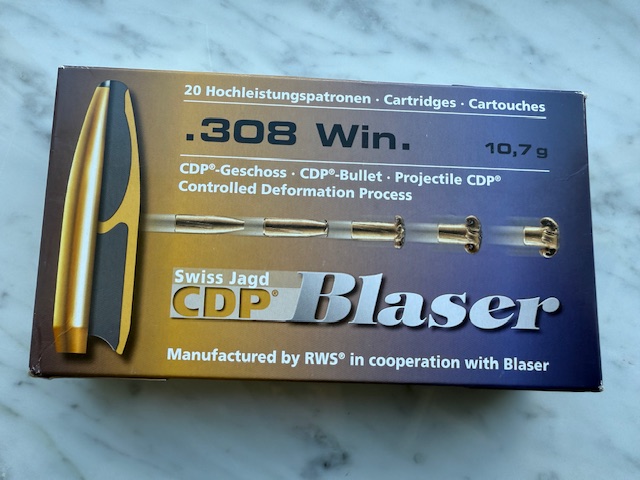 20 Hochleistungspatronen · Cartridges · Cartouches
.308 Win. 10,7 g
CDP®-Geschoss · CDP®-Bullet · Projectile CDP®
Controlled Deformation Process
Swiss Jagd
CDP® Blaser
Manufactured by RWS® in cooperation with Blaser